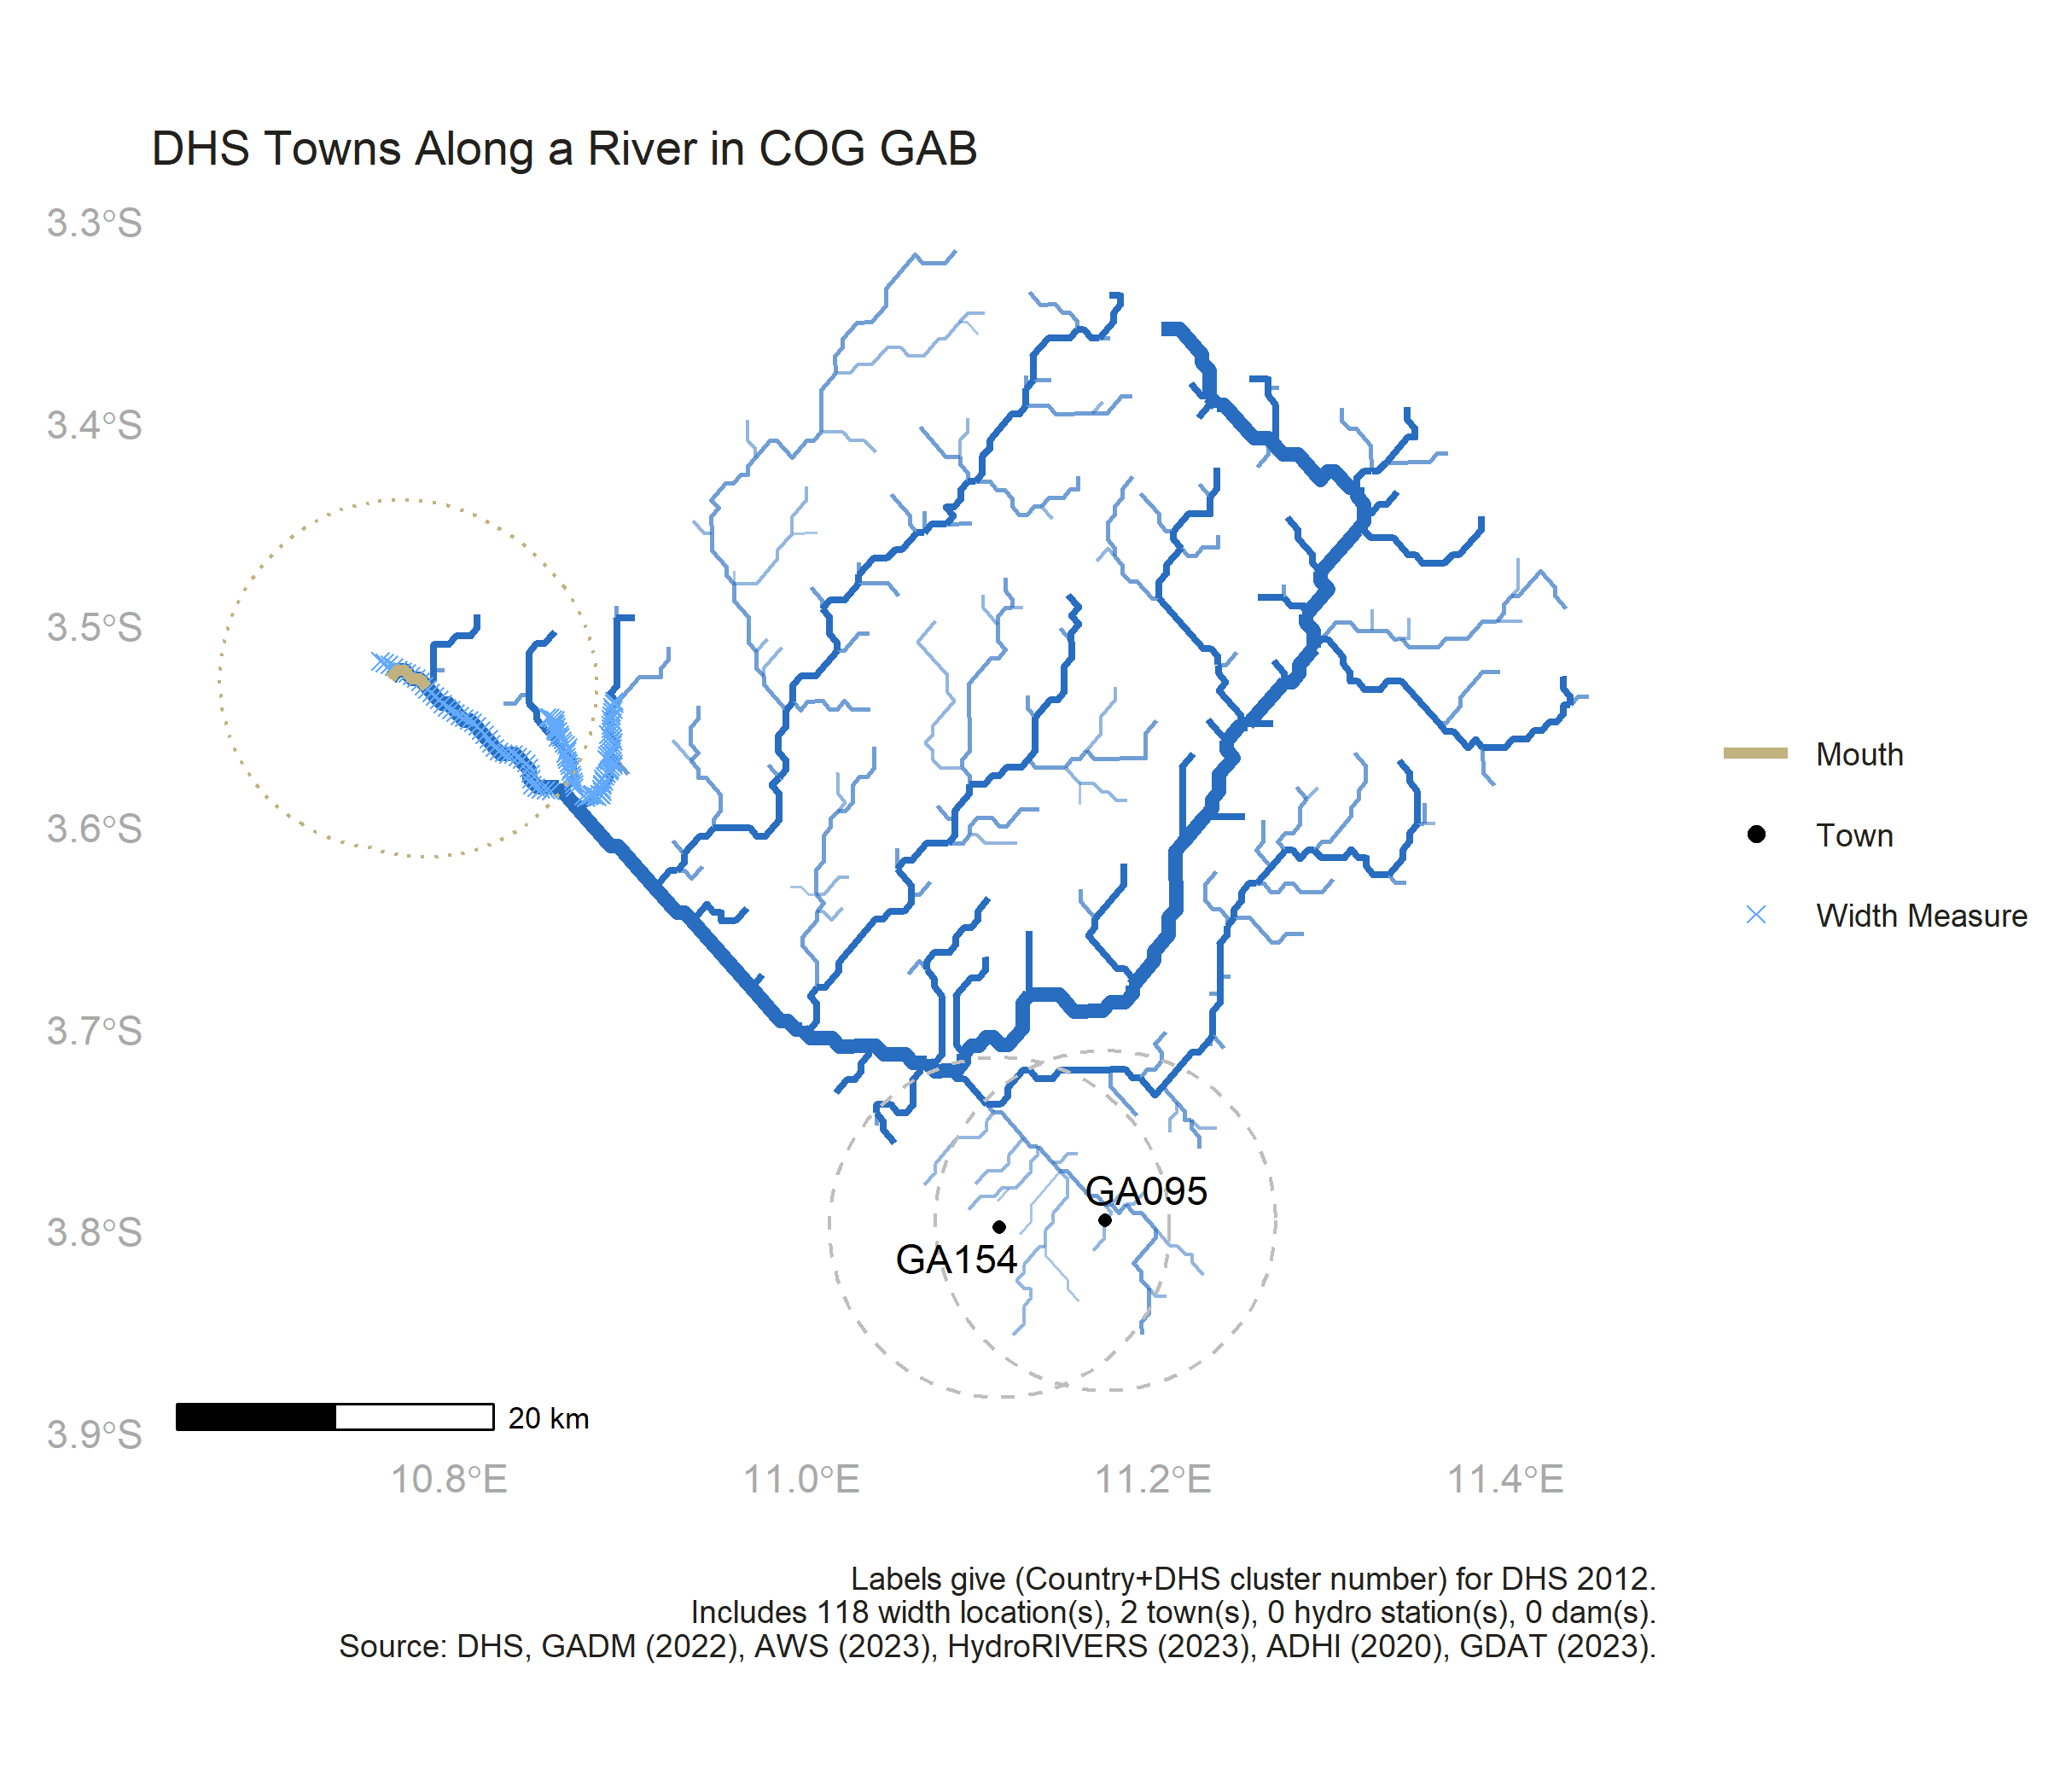 DHS Towns Along a River in COG GAB
3.3°S
3.4°S
3.5°S
3.6°S
3.7°S
3.8°S
3.9°S
Mouth
Town
Width Measure
GA095
GA154
20 km
10.8°E
11.0°E
11.2°E
11.4°E
Labels give (Country+DHS cluster number) for DHS 2012.
Includes 118 width location(s), 2 town(s), 0 hydro station(s), 0 dam(s).
Source: DHS, GADM (2022), AWS (2023), HydroRIVERS (2023), ADHI (2020), GDAT (2023).